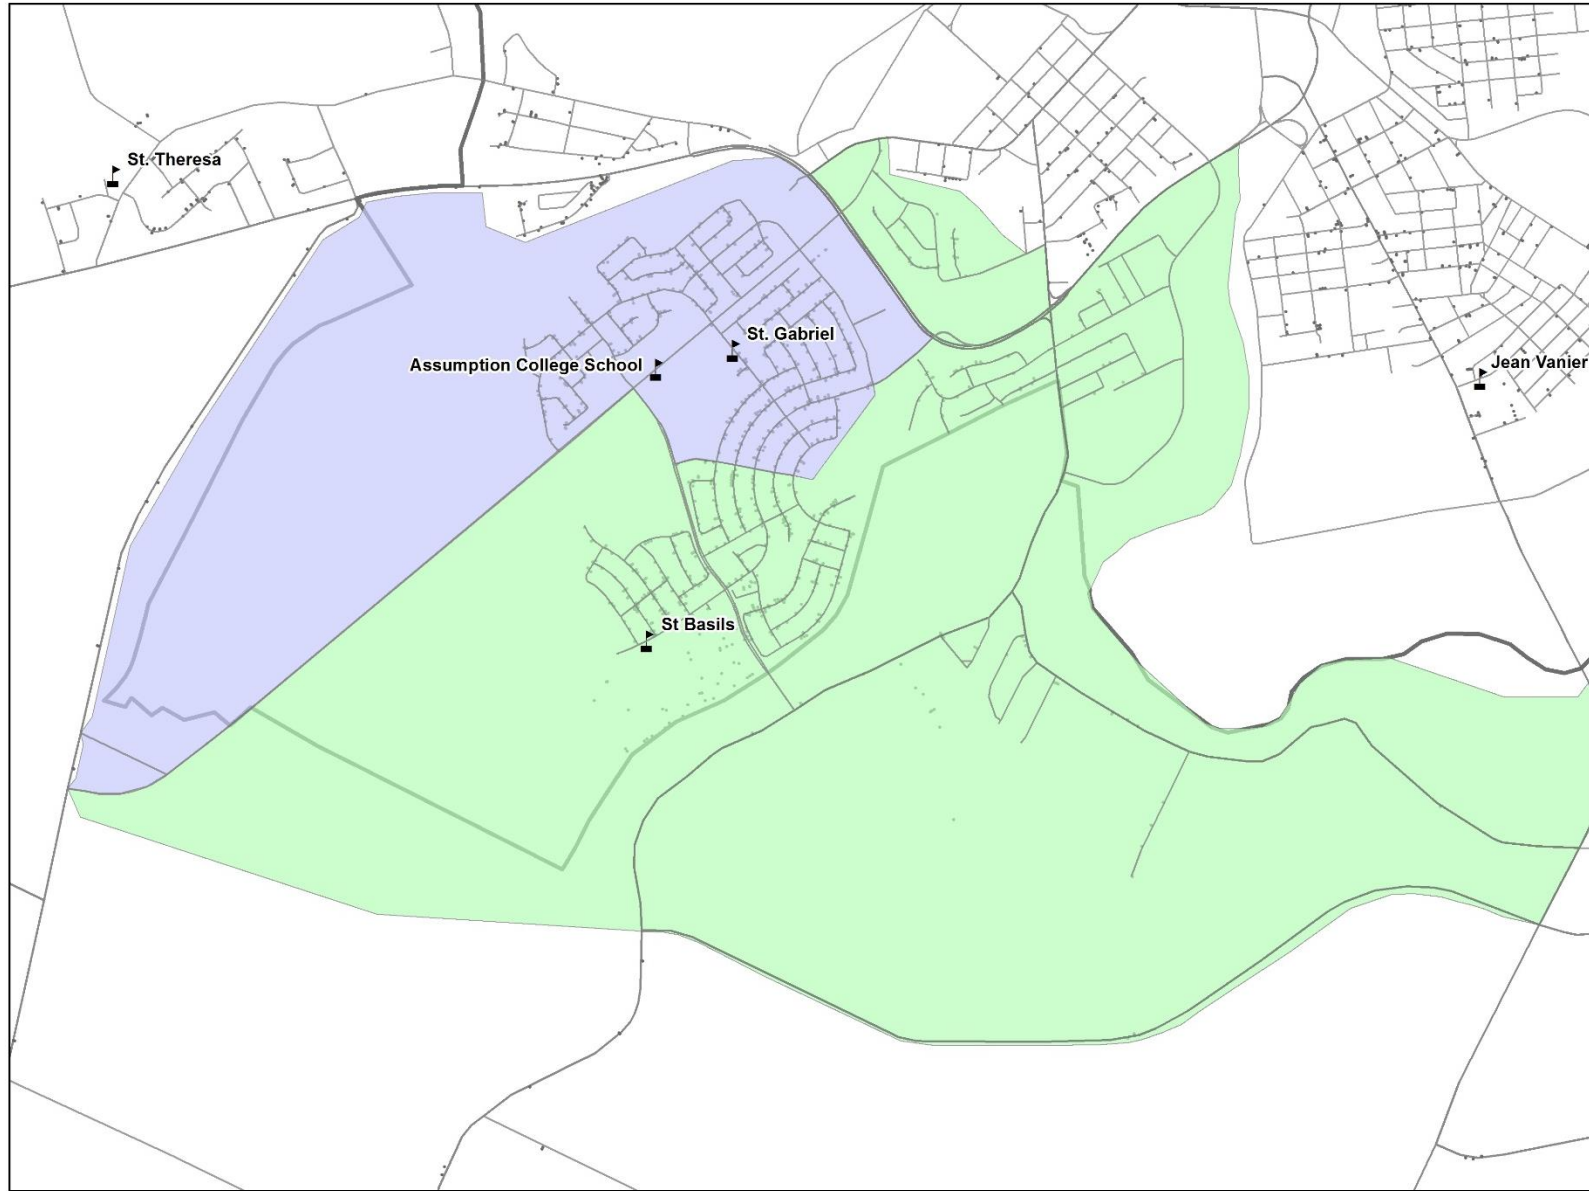 St. Theresa
St. Gabriel
Assumption College School
Jean Vanier
St Basils